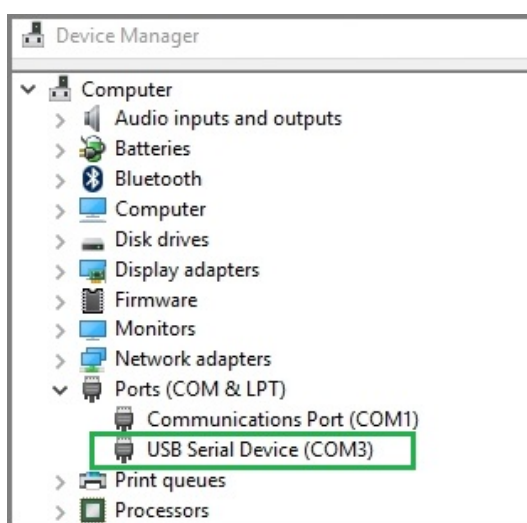 Device Manager
Computer
Audio inputs and outputs
Batteries
Bluetooth
Computer
Disk drives
Display adapters
Firmware
Monitors
Network adapters
Ports (COM & LPT)
Communications Port (COM1)
USB Serial Device (COM3)
Print queues
Processors